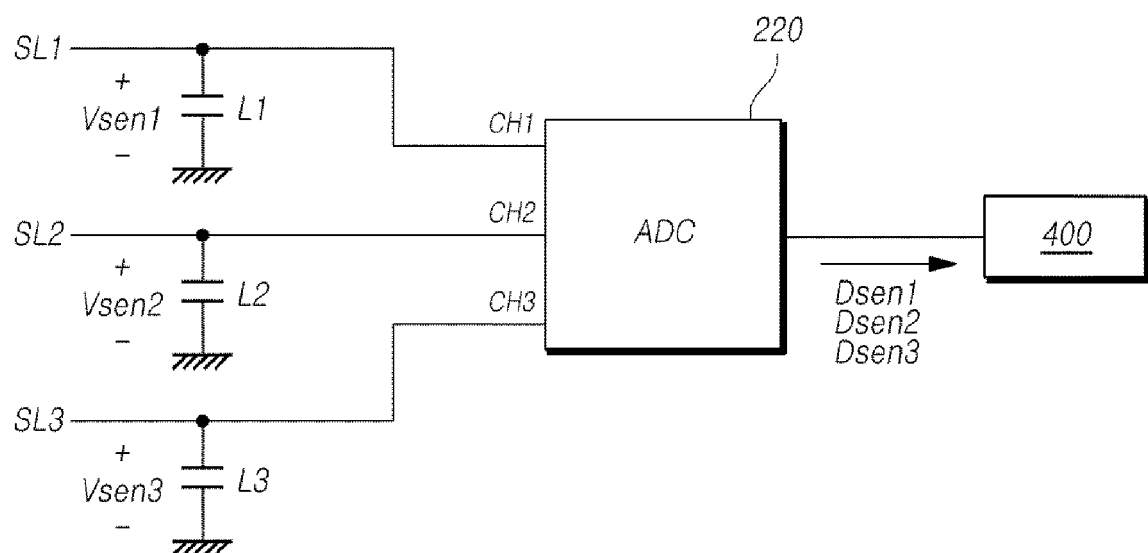 220
SL1
+
Vsen1
−
L1
CH1
SL2
+
Vsen2
−
L2
CH2
ADC
400
CH3
Dsen1
Dsen2
Dsen3
SL3
+
Vsen3
−
L3